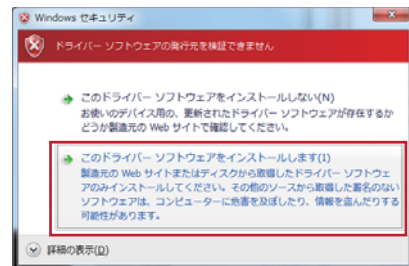 Windows セキュリティ
ドライバー ソフトウェアの発行元を検証できません
このドライバー ソフトウェアをインストールしない(N)
お使いのデバイス用の、更新されたドライバー ソフトウェアが存在するか
どうか製造元の Web サイトで確認してください。
このドライバー ソフトウェアをインストールします(I)
製造元の Web サイトまたはディスクから取得したドライバー ソフトウェ
アのみインストールしてください。その他のソースから取得した署名のない
ソフトウェアは、コンピューターに危害を及ぼしたり、情報を盗んだりする
可能性があります。
詳細の表示(D)